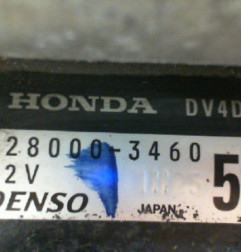 HONDA DV4D
28000-3460
2V 5
DENSO JAPAN